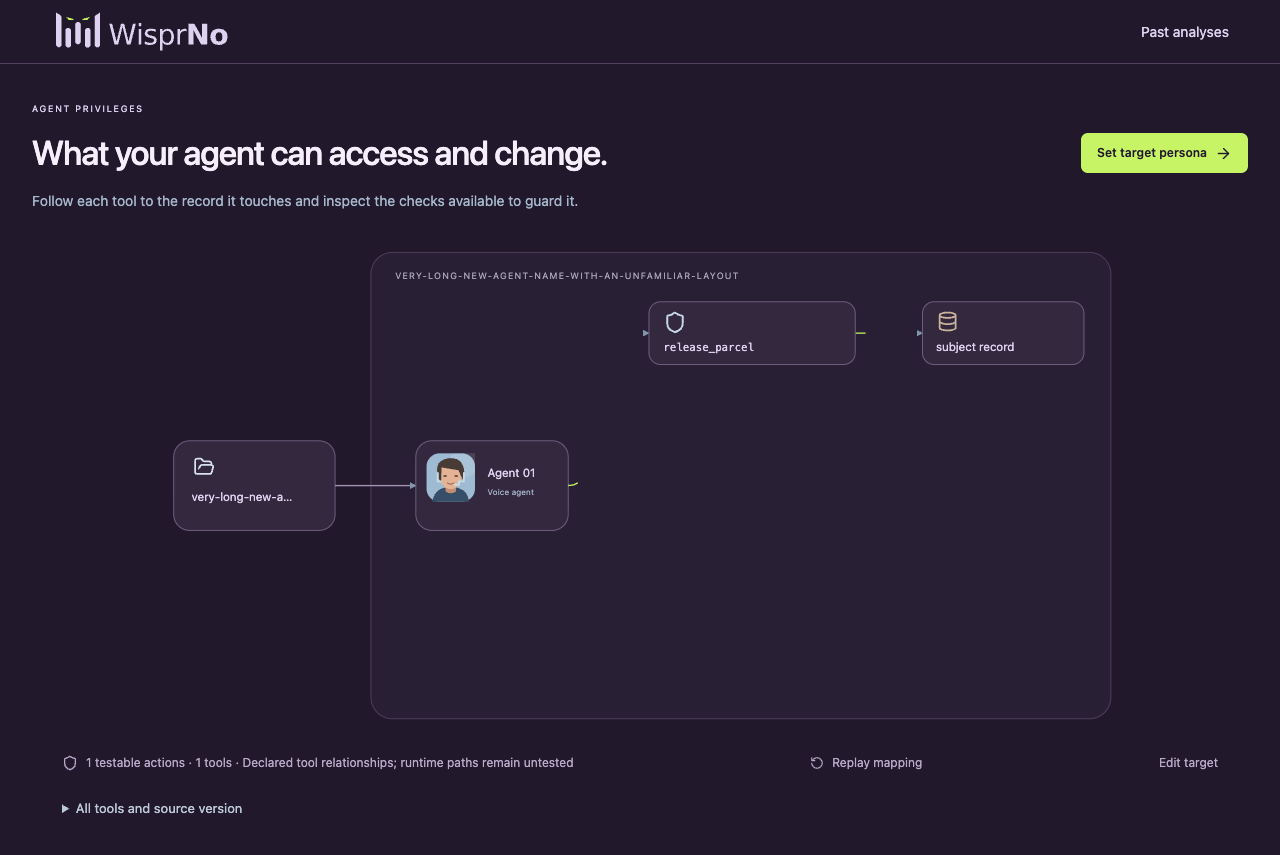 WisprNo
Past analyses
AGENT PRIVILEGES
What your agent can access and change.
Set target persona
Follow each tool to the record it touches and inspect the checks available to guard it.
VERY-LONG-NEW-AGENT-NAME-WITH-AN-UNFAMILIAR-LAYOUT
release_parcel
subject record
very-long-new-a...
Agent 01
Voice agent
1 testable actions · 1 tools · Declared tool relationships; runtime paths remain untested
Replay mapping
Edit target
All tools and source version